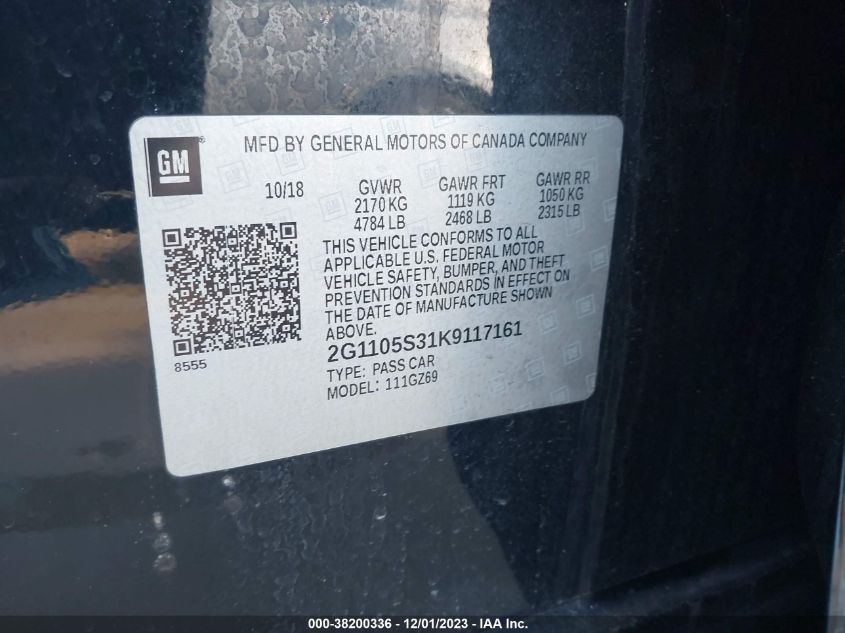 MFD BY GENERAL MOTORS OF CANADA COMPANY
GM
10/18 GVWR GAWR FRT GAWR RR
2170 KG 1119 KG 1050 KG
4784 LB 2468 LB 2315 LB
THIS VEHICLE CONFORMS TO ALL
APPLICABLE U.S. FEDERAL MOTOR
VEHICLE SAFETY, BUMPER, AND THEFT
PREVENTION STANDARDS IN EFFECT ON
THE DATE OF MANUFACTURE SHOWN
ABOVE.
8555
2G1105S31K9117161
TYPE: PASS CAR
MODEL: 111GZ69
000-38200336 - 12/01/2023 - IAA Inc.